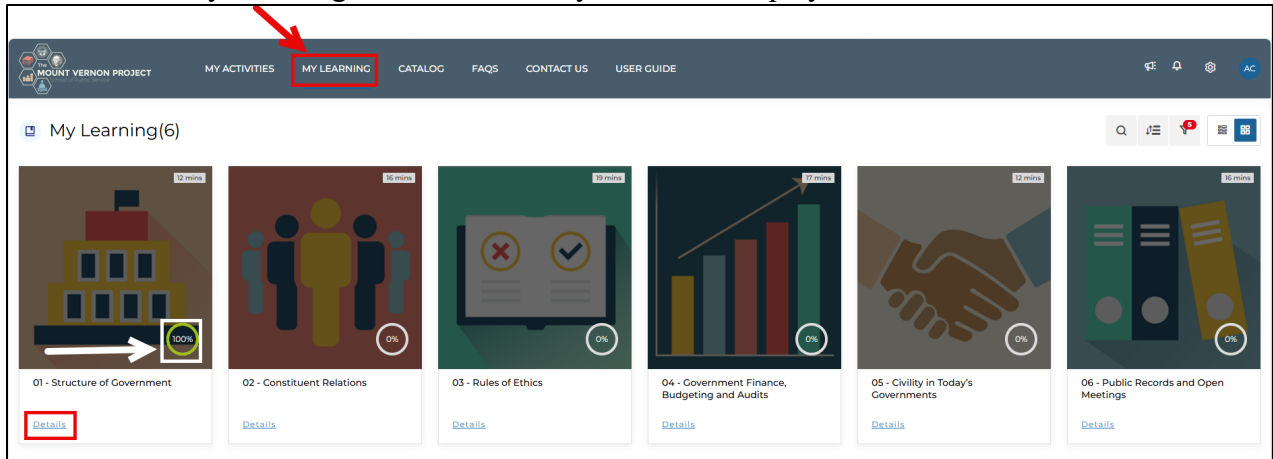 The
MOUNT VERNON PROJECT
MY ACTIVITIES MY LEARNING CATALOG FAQS CONTACT US USER GUIDE
AC
My Learning(6)
5
12 mins 16 mins 19 mins 17 mins 12 mins 16 mins
100% 0% 0% 0% 0% 0%
01 - Structure of Government 02 - Constituent Relations 03 - Rules of Ethics 04 - Government Finance, 05 - Civility in Today's 06 - Public Records and Open
Budgeting and Audits Governments Meetings
Details Details Details Details Details Details